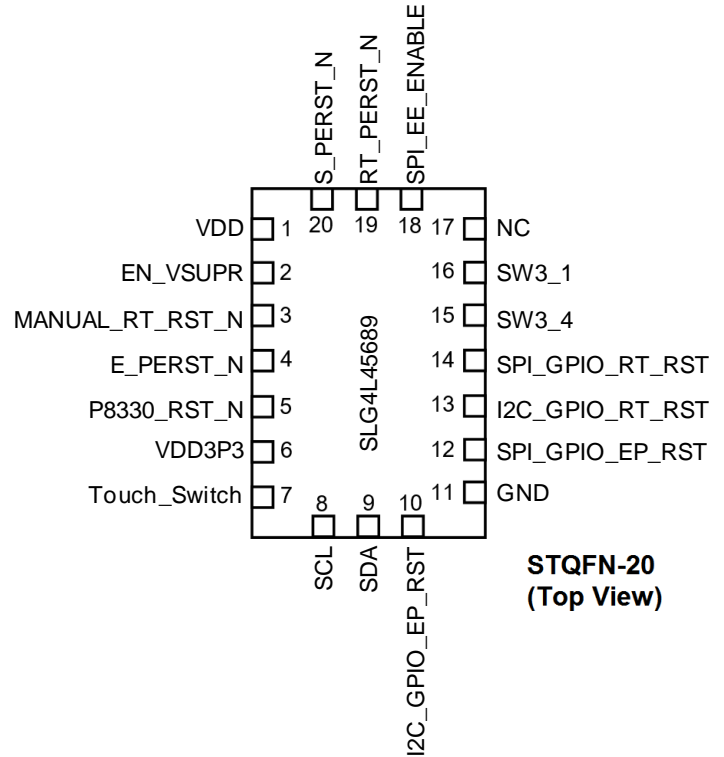 S_PERST_N
RT_PERST_N
SPI_EE_ENABLE
20
19
18
VDD 1
EN_VSUPR 2
MANUAL_RT_RST_N 3
E_PERST_N 4
P8330_RST_N 5
VDD3P3 6
Touch_Switch 7
SLG4L45689
17 NC
16 SW3_1
15 SW3_4
14 SPI_GPIO_RT_RST
13 I2C_GPIO_RT_RST
12 SPI_GPIO_EP_RST
11 GND
8
9
10
SCL
SDA
I2C_GPIO_EP_RST
STQFN-20
(Top View)